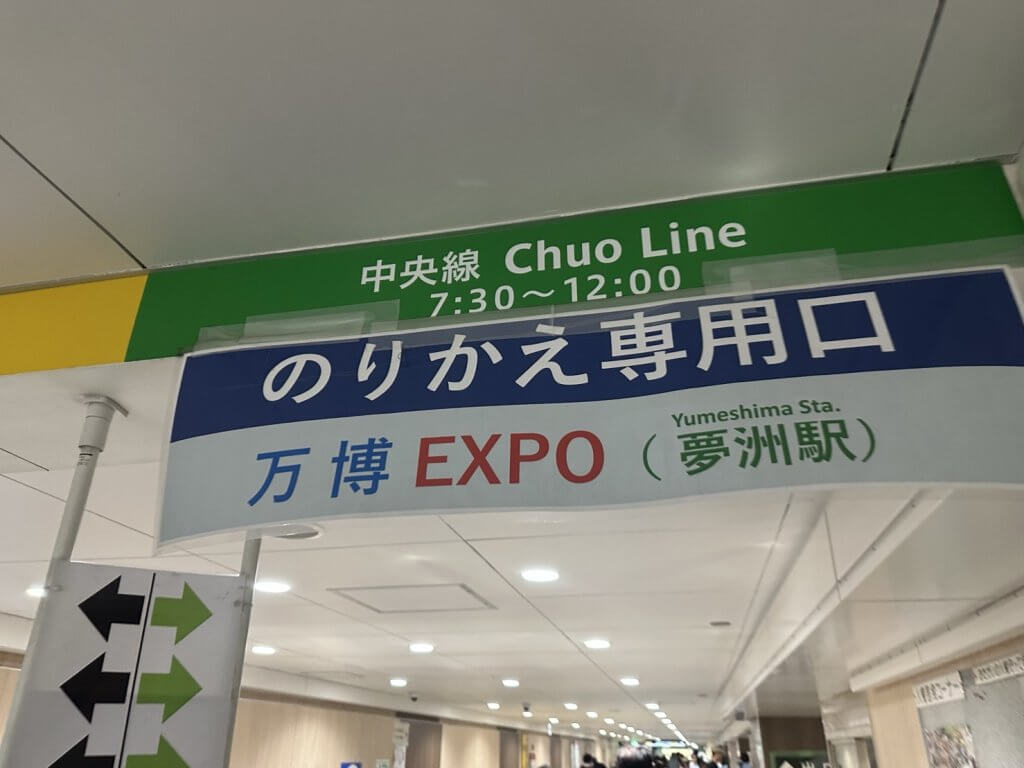 中央線 Chuo Line
7:30～12:00
のりかえ専用口
Yumeshima Sta.
万博 EXPO（夢洲駅）